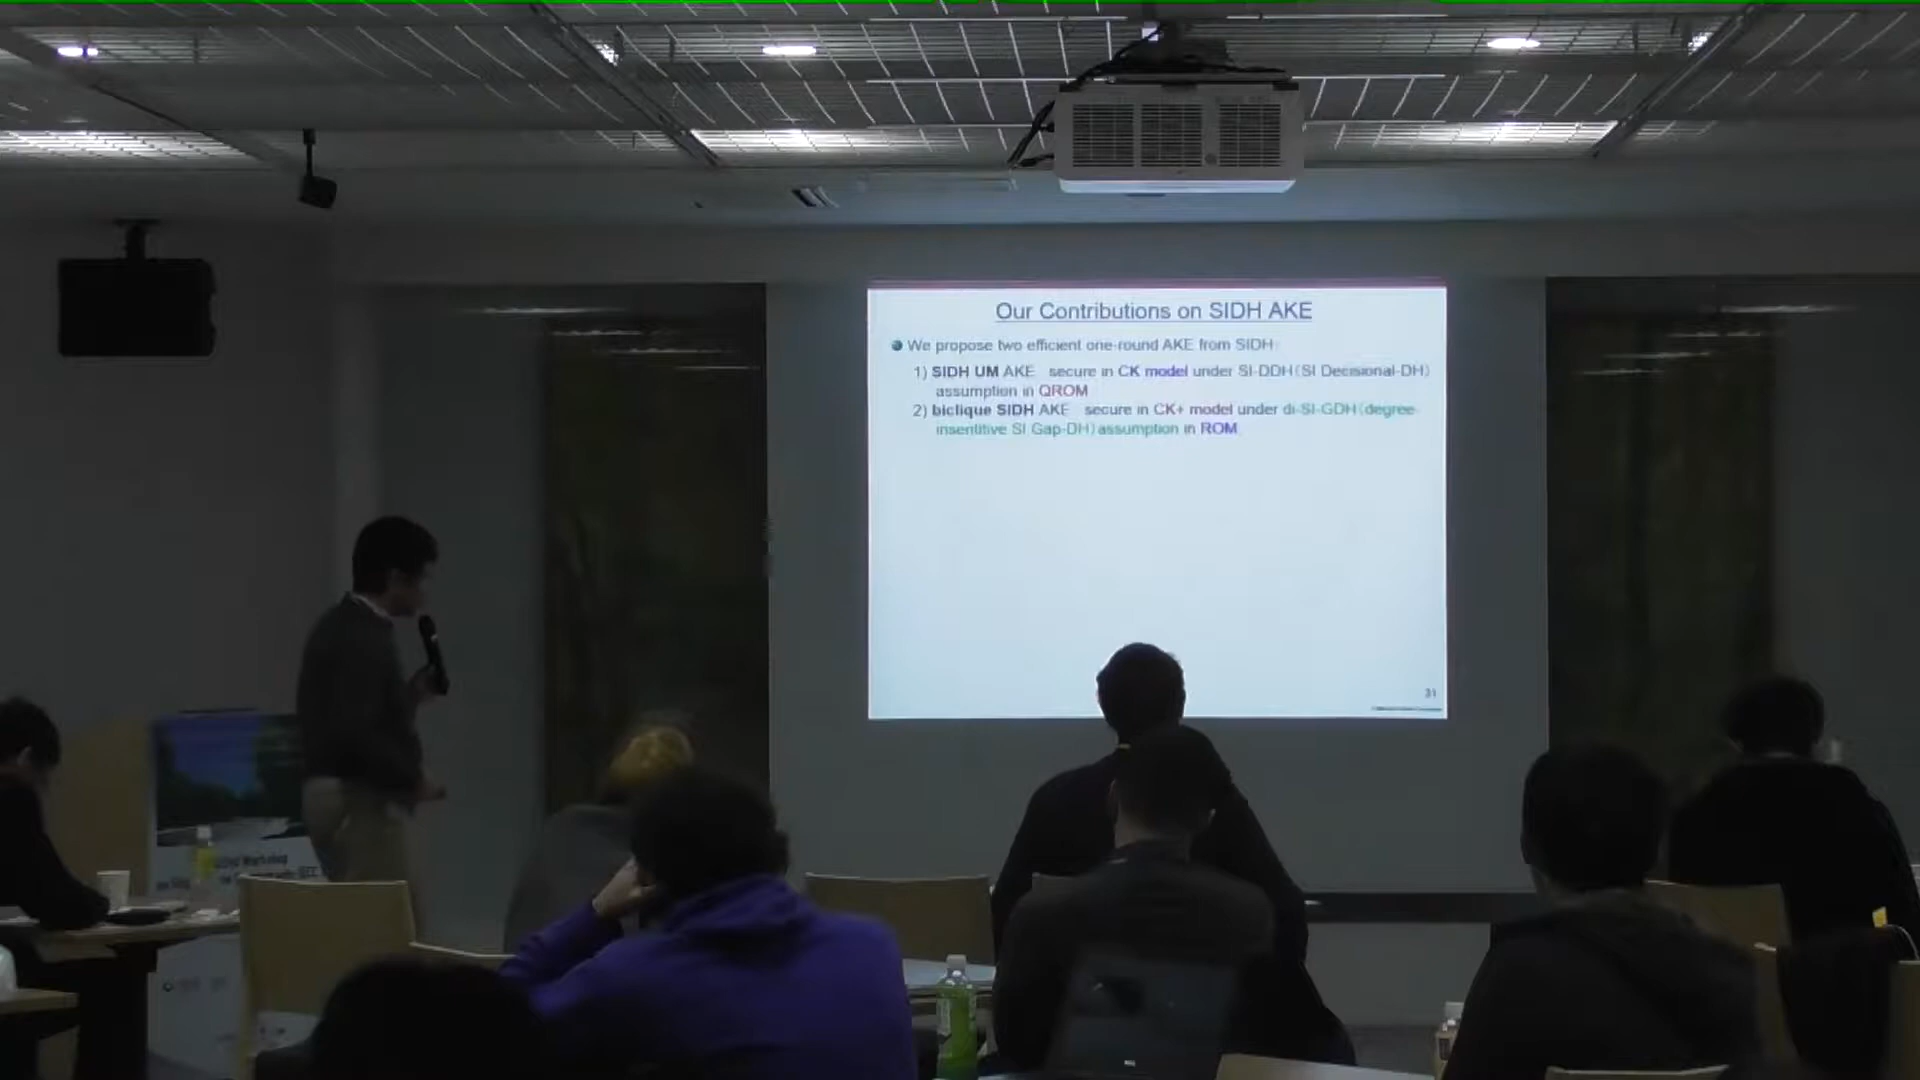 Our Contributions on SIDH AKE
We propose two efficient one-round AKE from SIDH:
1) SIDH UM AKE secure in CK model under SI-DDH(SI Decisional-DH)
assumption in QROM
2) biclique SIDH AKE secure in CK+ model under di-SI-GDH(degree-
insentitive SI Gap-DH)assumption in ROM
31
Workshop